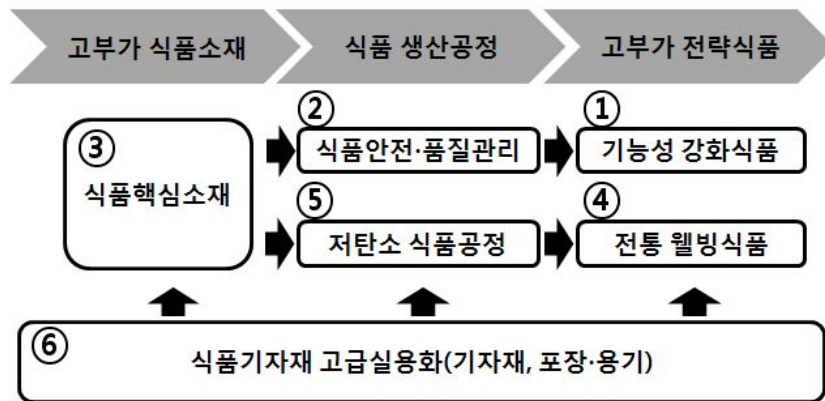 고부가 식품소재
식품 생산공정
고부가 전략식품
③
식품핵심소재
②
식품안전·품질관리
①
기능성 강화식품
⑤
저탄소 식품공정
④
전통 웰빙식품
⑥
식품기자재 고급실용화(기자재, 포장·용기)